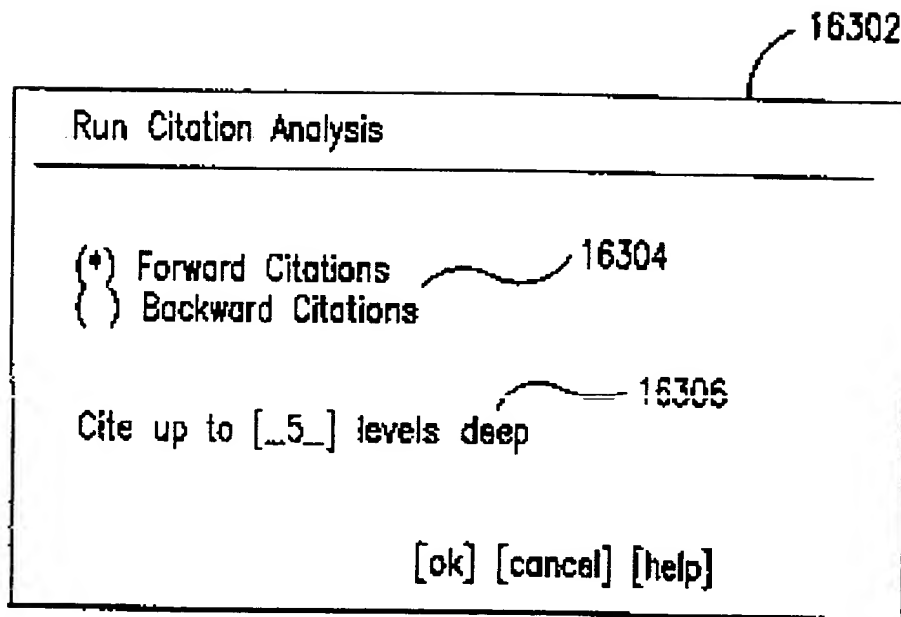 16302
Run Citation Analysis
(*) Forward Citations
16304
( ) Backward Citations
16306
Cite up to [_5_] levels deep
[ok] [cancel] [help]